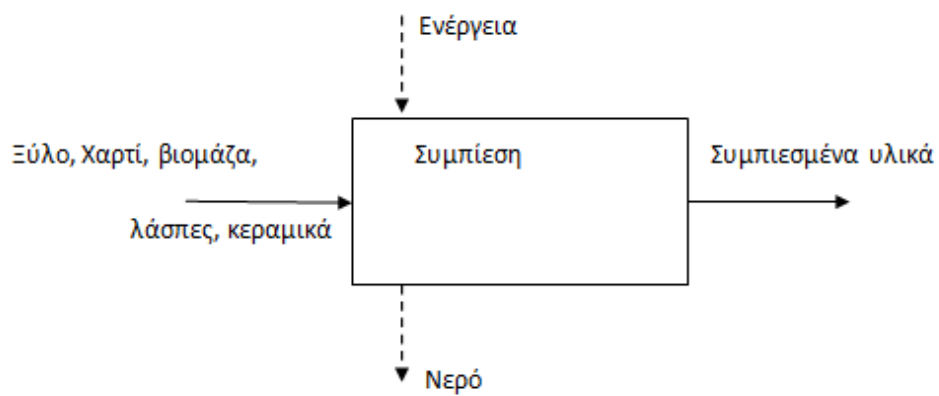 Ενέργεια
Ξύλο, Χαρτί, βιομάζα,
Συμπίεση
Συμπιεσμένα υλικά
λάσπες, κεραμικά
Νερό